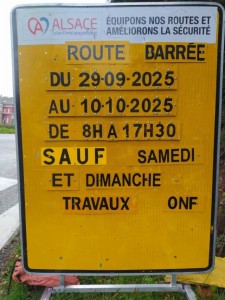 ALSACE
ÉQUIPONS NOS ROUTES ET
AMÉLIORONS LA SÉCURITÉ
ROUTE BARRÉE
DU 29-09-2025
AU 10-10-2025
DE 8H A 17H30
SAUF SAMEDI
ET DIMANCHE
TRAVAUX ONF